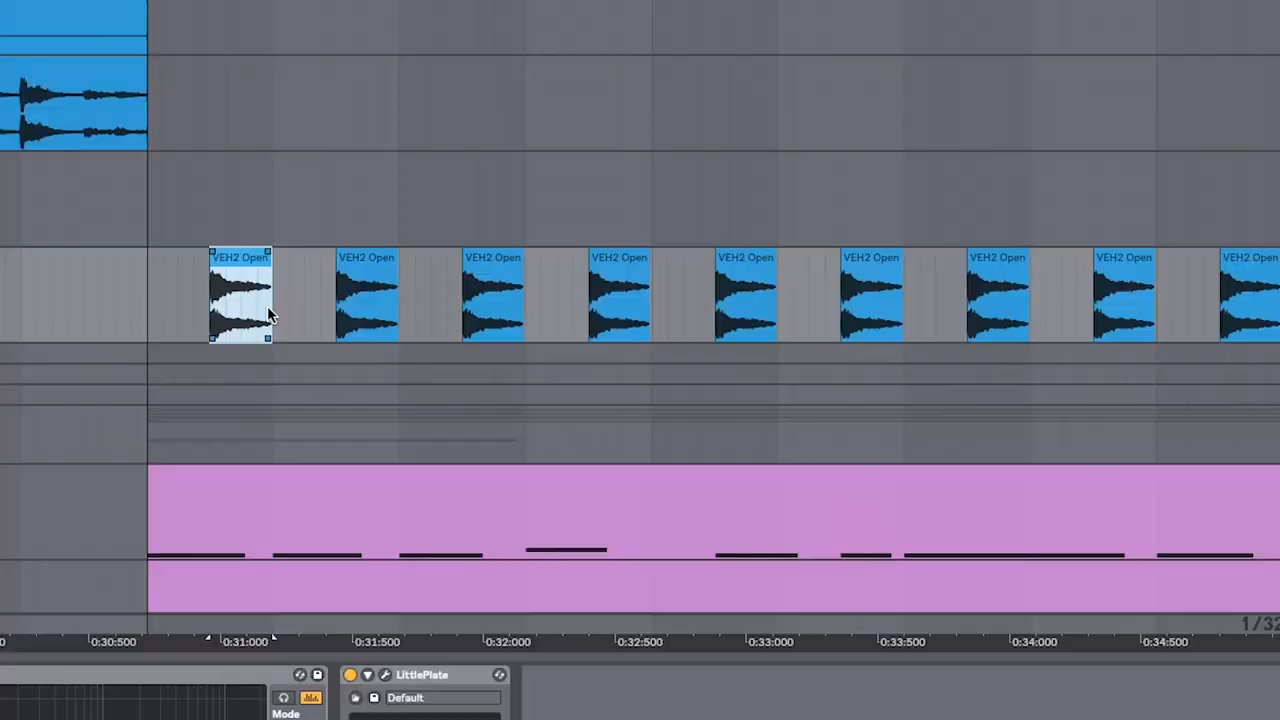 VEH2 Open VEH2 Open VEH2 Open VEH2 Open VEH2 Open VEH2 Open VEH2 Open VEH2 Open VEH2 Open
1/32
0:30:500 0:31:000 0:31:500 0:32:000 0:32:500 0:33:000 0:33:500 0:34:000 0:34:500
LittlePlate
Default
Mode